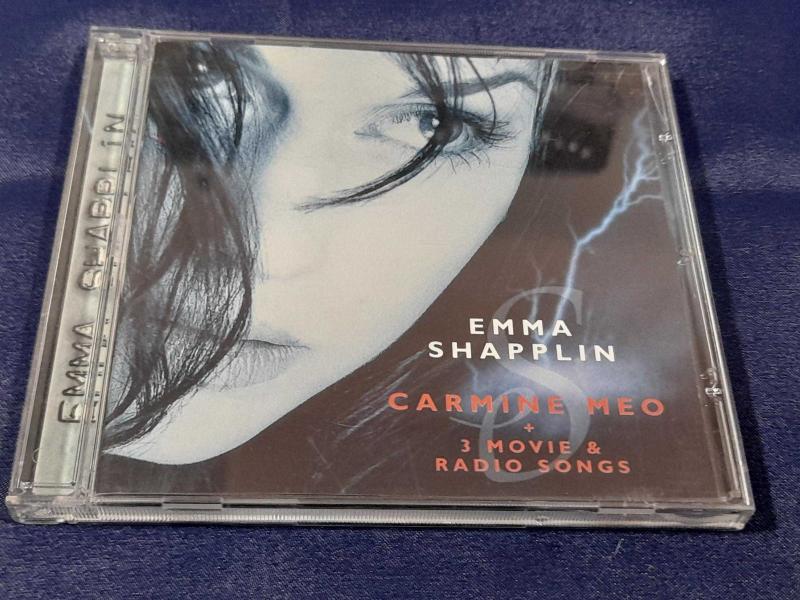 EMMA SHAPPLIN
EMMA
SHAPPLIN
CARMINE MEO
+
3 MOVIE &
RADIO SONGS